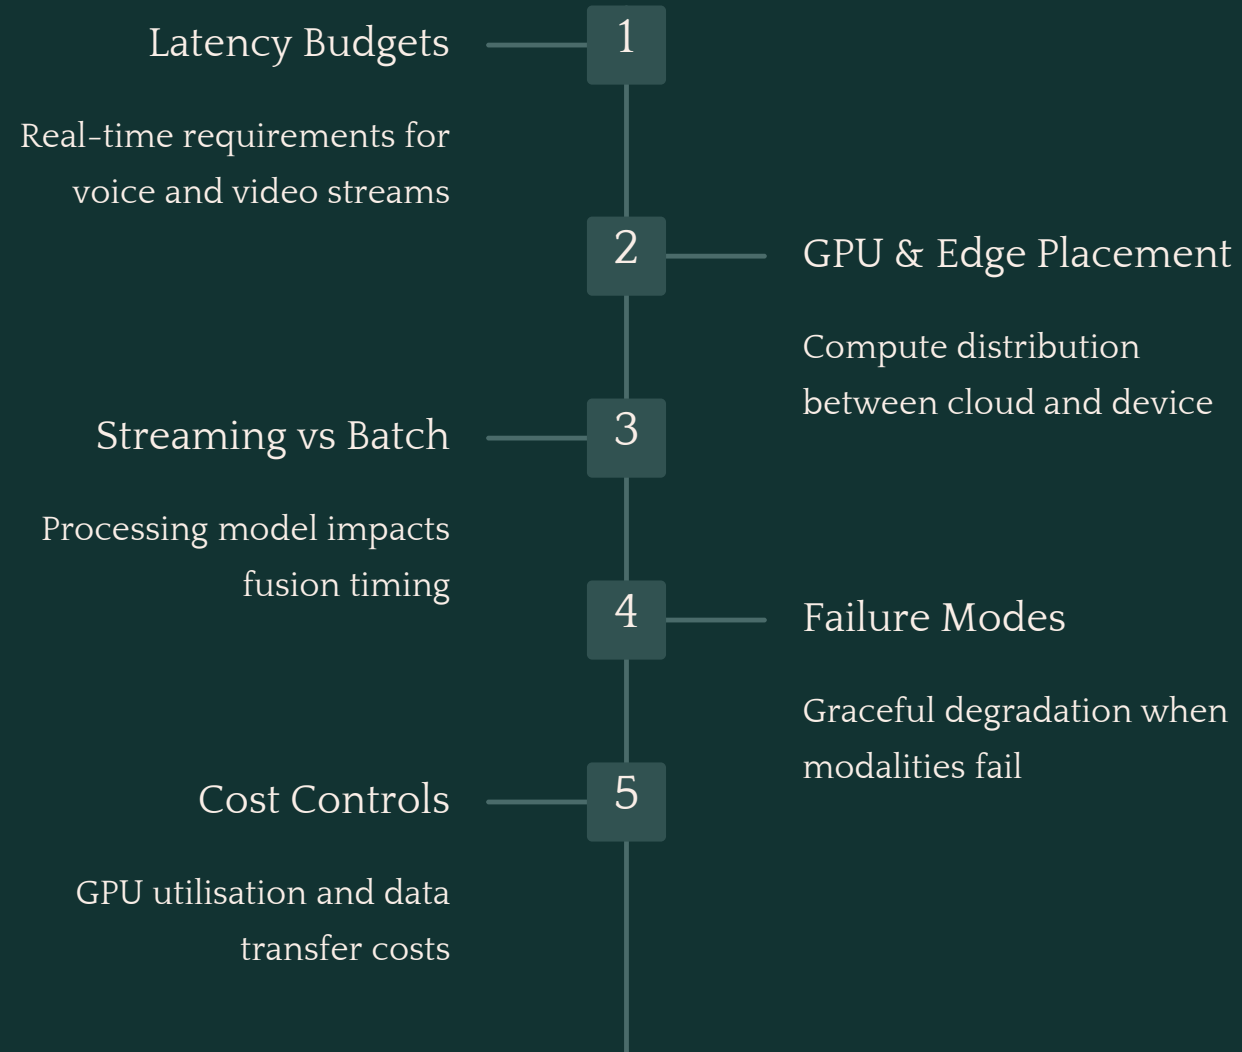 Latency Budgets
1
Real-time requirements for
voice and video streams
2
GPU & Edge Placement
Compute distribution
between cloud and device
Streaming vs Batch
3
Processing model impacts
fusion timing
4
Failure Modes
Graceful degradation when
modalities fail
Cost Controls
5
GPU utilisation and data
transfer costs